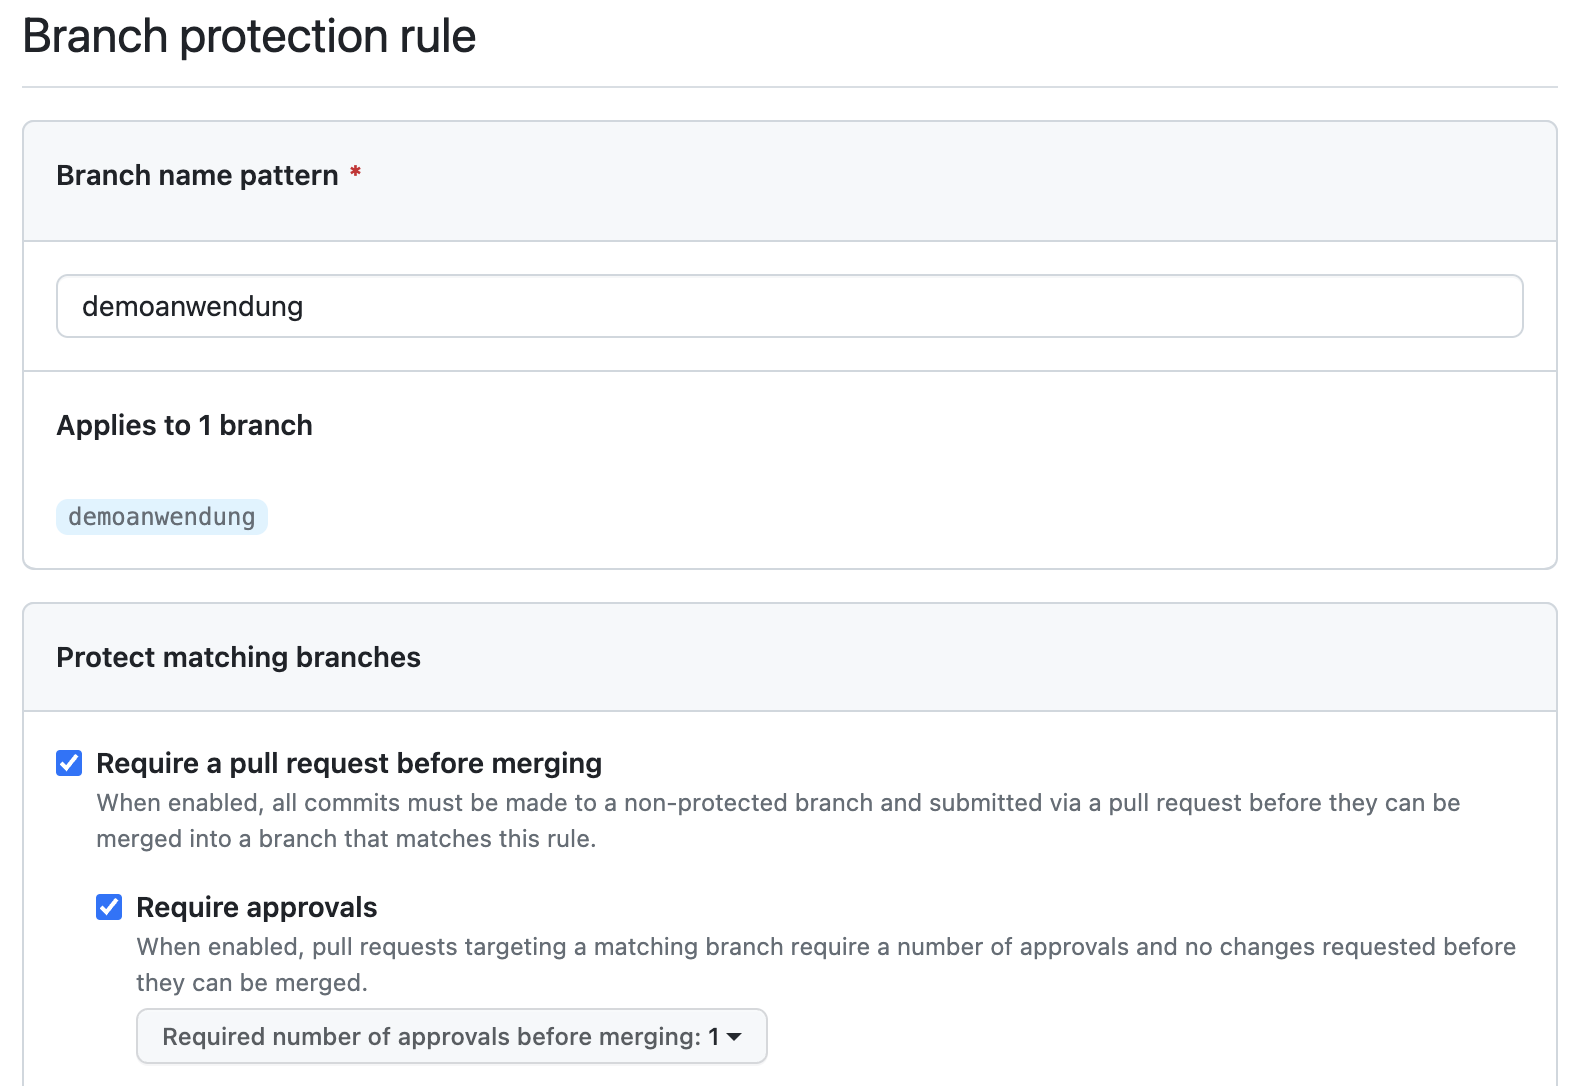 Branch protection rule
Branch name pattern *
demoanwendung
Applies to 1 branch
demoanwendung
Protect matching branches
Require a pull request before merging
When enabled, all commits must be made to a non-protected branch and submitted via a pull request before they can be
merged into a branch that matches this rule.
Require approvals
When enabled, pull requests targeting a matching branch require a number of approvals and no changes requested before
they can be merged.
Required number of approvals before merging: 1